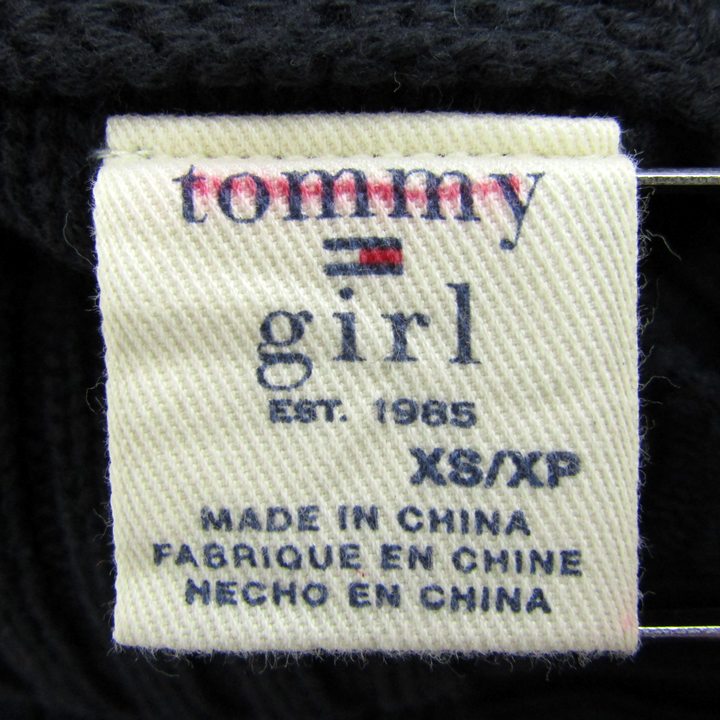 tommy
girl
EST. 1985
XS/XP
MADE IN CHINA
FABRIQUE EN CHINE
HECHO EN CHINA